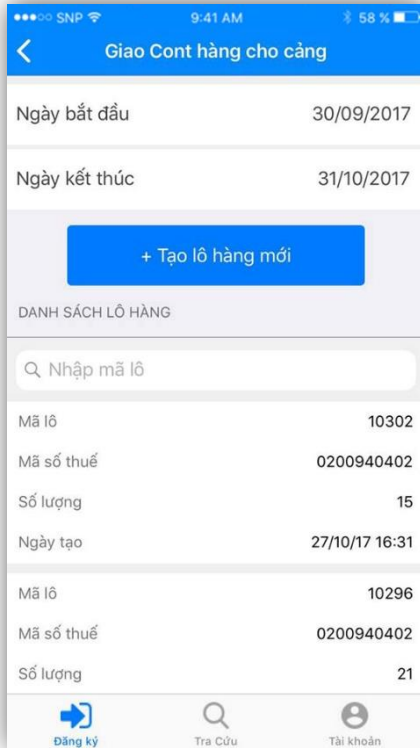 SNP 9:41 AM 58 %
Giao Cont hàng cho cảng
Ngày bắt đầu 30/09/2017
Ngày kết thúc 31/10/2017
+ Tạo lô hàng mới
DANH SÁCH LÔ HÀNG
Nhập mã lô
Mã lô 10302
Mã số thuế 0200940402
Số lượng 15
Ngày tạo 27/10/17 16:31
Mã lô 10296
Mã số thuế 0200940402
Số lượng 21
Đăng ký Tra Cứu Tài khoản